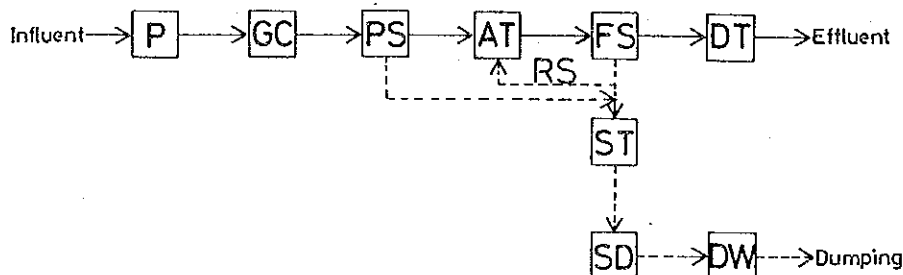 Influent P GC PS AT FS DT Effluent
RS
ST
SD DW Dumping